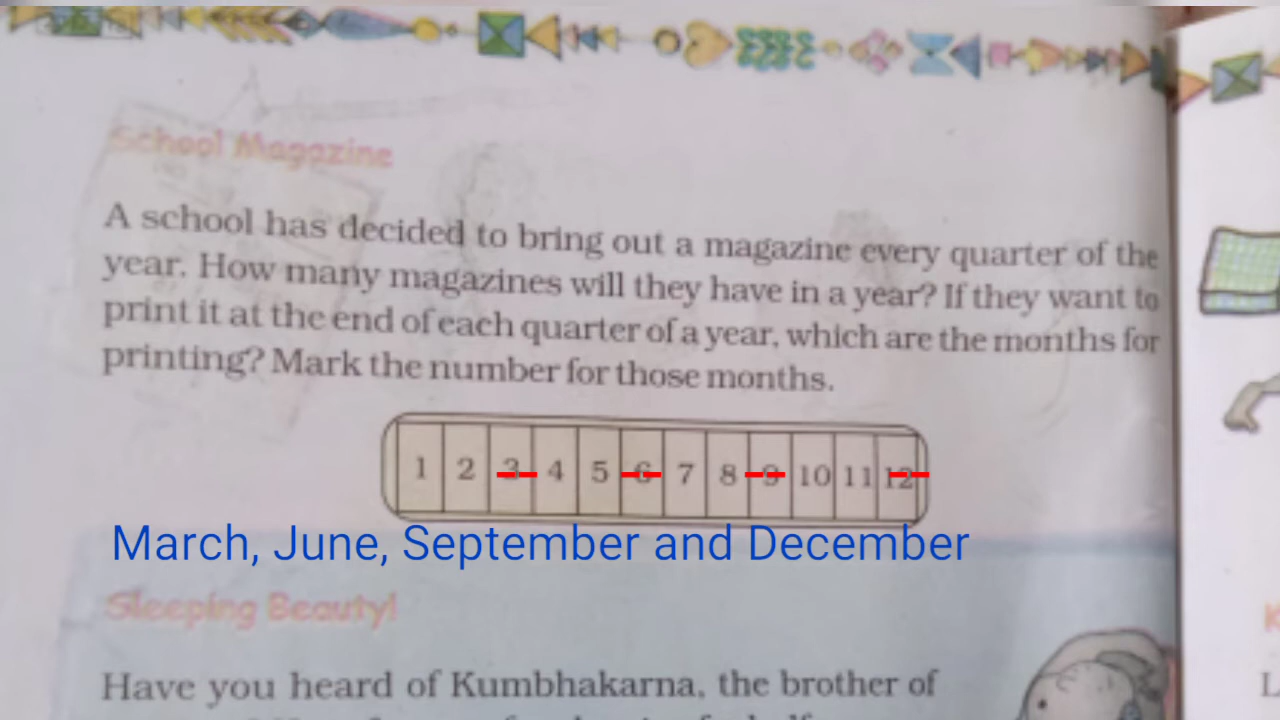 School Magazine
A school has decided to bring out a magazine every quarter of the
year. How many magazines will they have in a year? If they want to
print it at the end of each quarter of a year, which are the months for
printing? Mark the number for those months.
1 2 3 4 5 6 7 8 9 10 11 12
March, June, September and December
Sleeping Beauty!
Have you heard of Kumbhakarna, the brother of